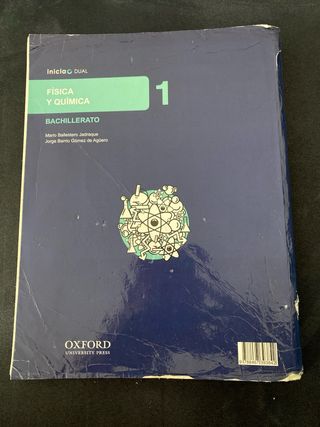 inicia DUAL
FÍSICA
Y QUÍMICA
1
BACHILLERATO
Mario Ballestero Jadraque
Jorge Barrio Gómez de Agüero
OXFORD
UNIVERSITY PRESS